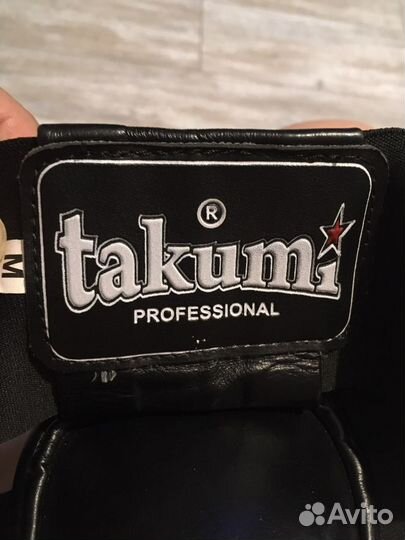 ®
takumi
PROFESSIONAL
M
Avito